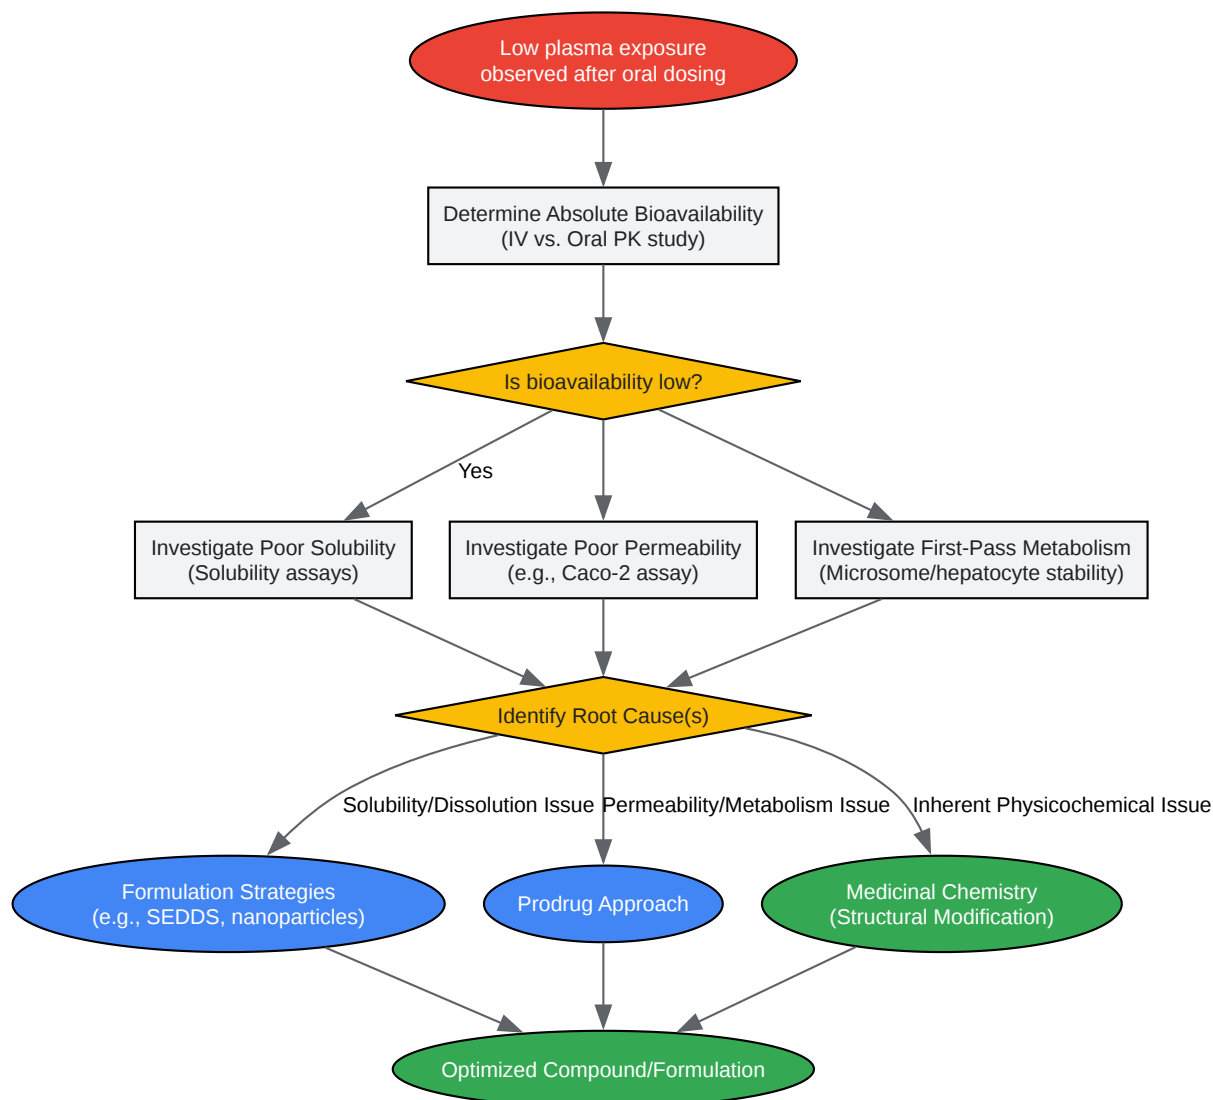 Low plasma exposure
observed after oral dosing
Determine Absolute Bioavailability
(IV vs. Oral PK study)
Is bioavailability low?
Yes
Investigate Poor Solubility
(Solubility assays)
Investigate Poor Permeability
(e.g., Caco-2 assay)
Investigate First-Pass Metabolism
(Microsome/hepatocyte stability)
Identify Root Cause(s)
Solubility/Dissolution Issue
Permeability/Metabolism Issue
Inherent Physicochemical Issue
Formulation Strategies
(e.g., SEDDS, nanoparticles)
Prodrug Approach
Medicinal Chemistry
(Structural Modification)
Optimized Compound/Formulation